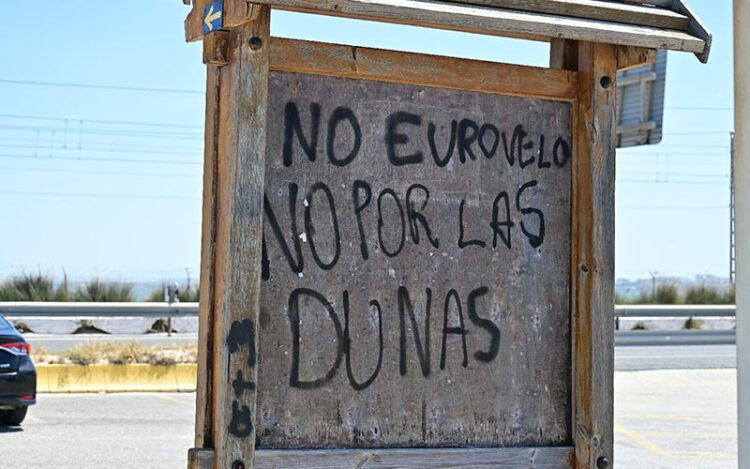 NO EUROVELO
NO POR LAS
DUNAS